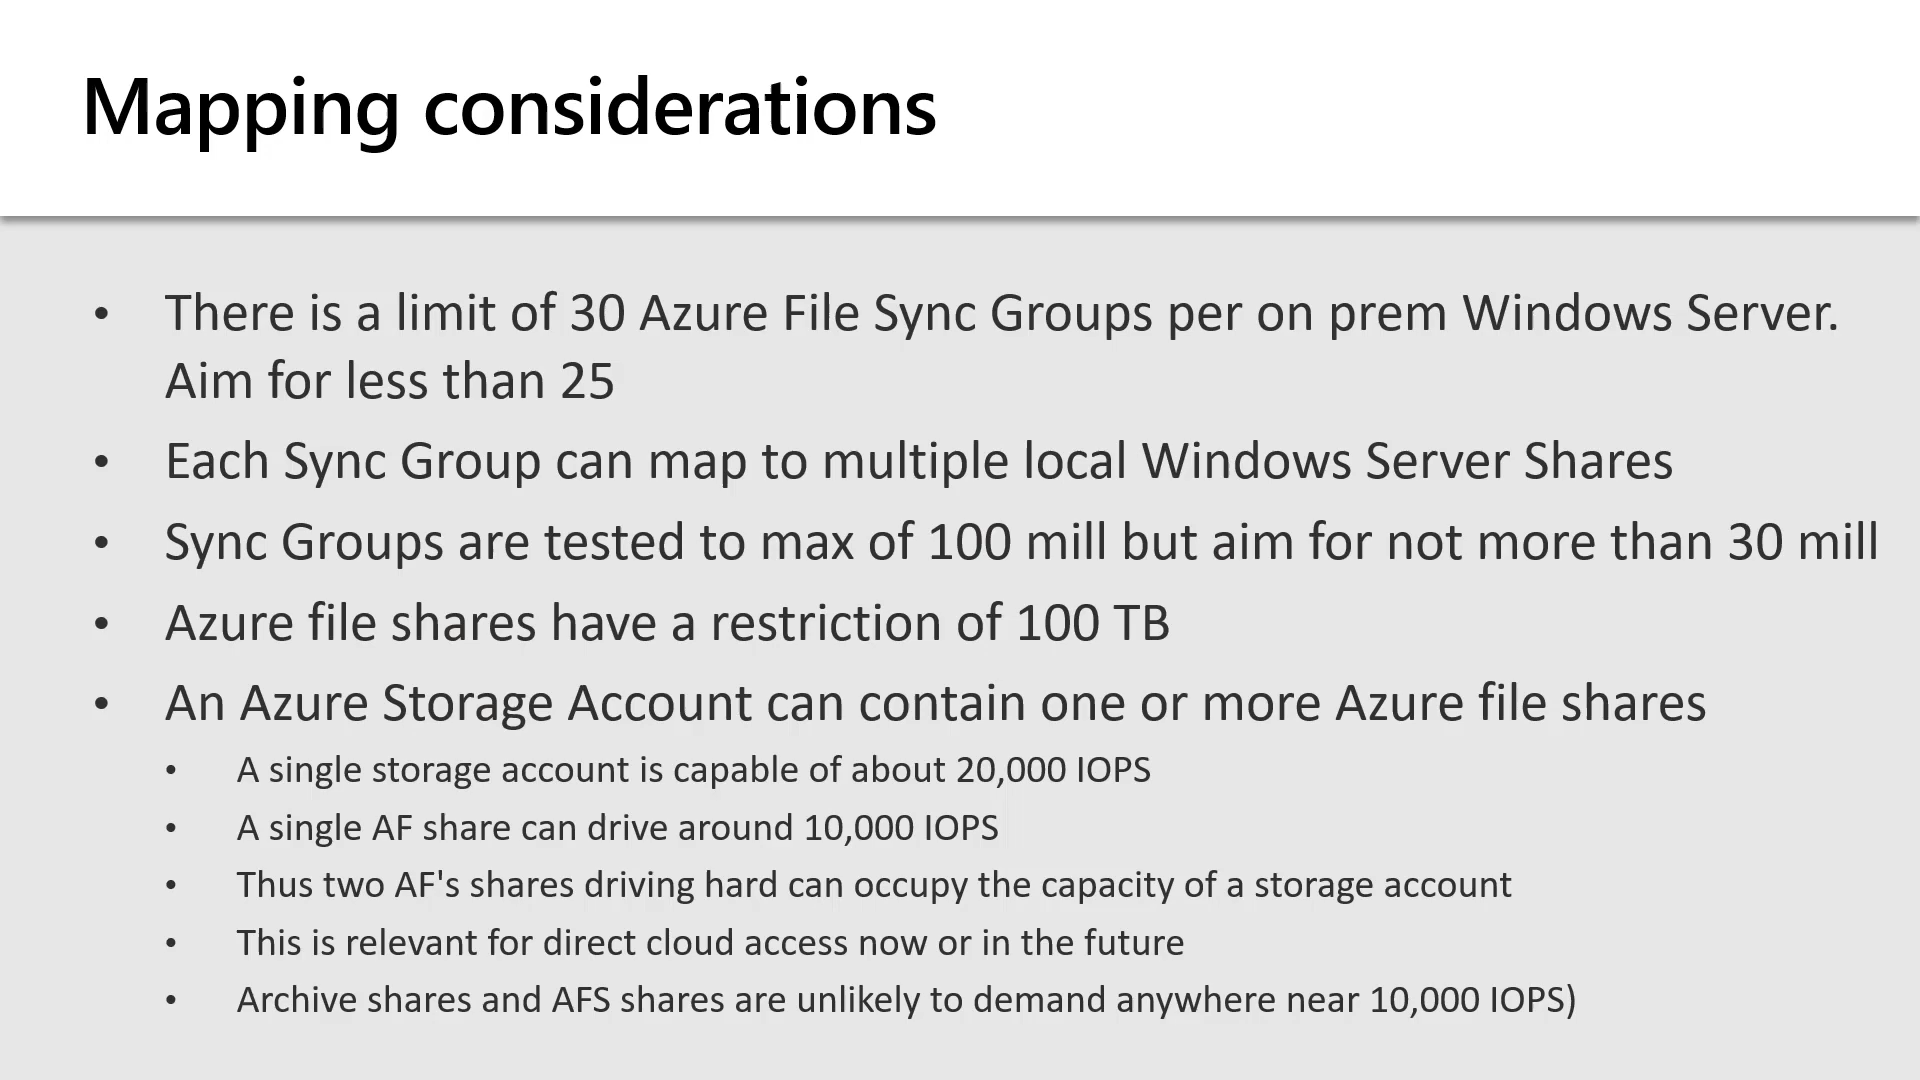 Mapping considerations
• There is a limit of 30 Azure File Sync Groups per on prem Windows Server.
Aim for less than 25
• Each Sync Group can map to multiple local Windows Server Shares
• Sync Groups are tested to max of 100 mill but aim for not more than 30 mill
• Azure file shares have a restriction of 100 TB
• An Azure Storage Account can contain one or more Azure file shares
• A single storage account is capable of about 20,000 IOPS
• A single AF share can drive around 10,000 IOPS
• Thus two AF's shares driving hard can occupy the capacity of a storage account
• This is relevant for direct cloud access now or in the future
• Archive shares and AFS shares are unlikely to demand anywhere near 10,000 IOPS)